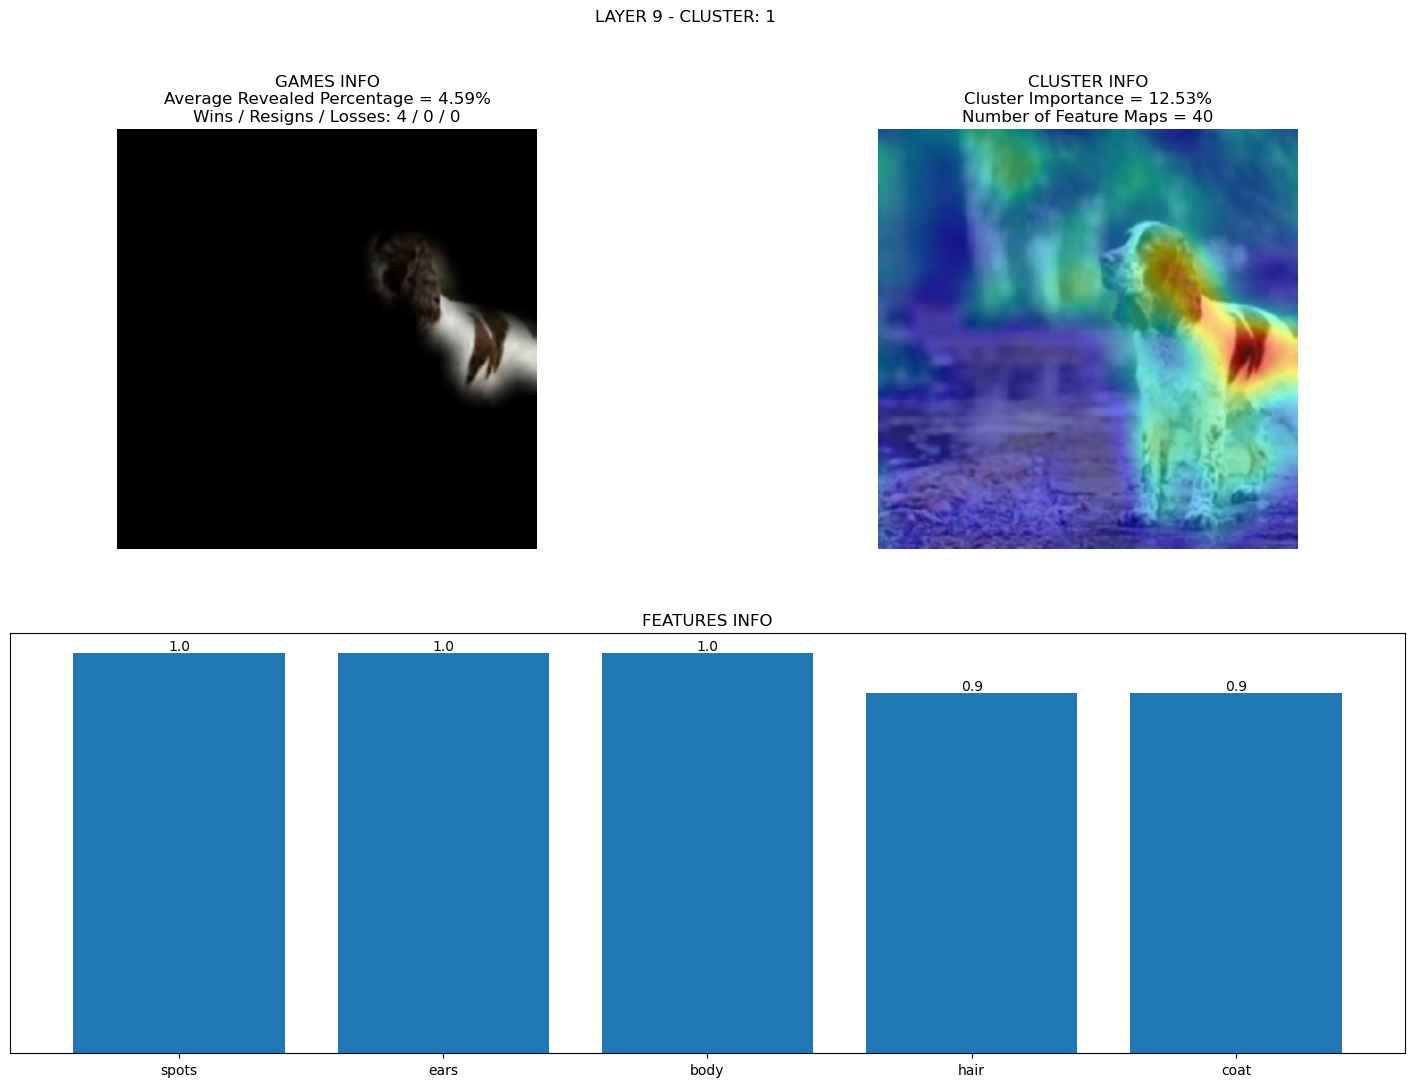 LAYER 9 - CLUSTER: 1
GAMES INFO
Average Revealed Percentage = 4.59%
Wins / Resigns / Losses: 4 / 0 / 0
CLUSTER INFO
Cluster Importance = 12.53%
Number of Feature Maps = 40
FEATURES INFO
1.0 1.0 1.0 0.9 0.9
spots ears body hair coat